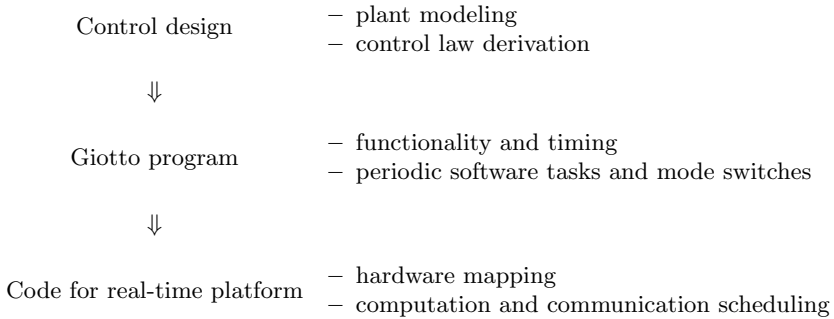 Control design
– plant modeling
– control law derivation
⇓
Giotto program
– functionality and timing
– periodic software tasks and mode switches
⇓
Code for real-time platform
– hardware mapping
– computation and communication scheduling